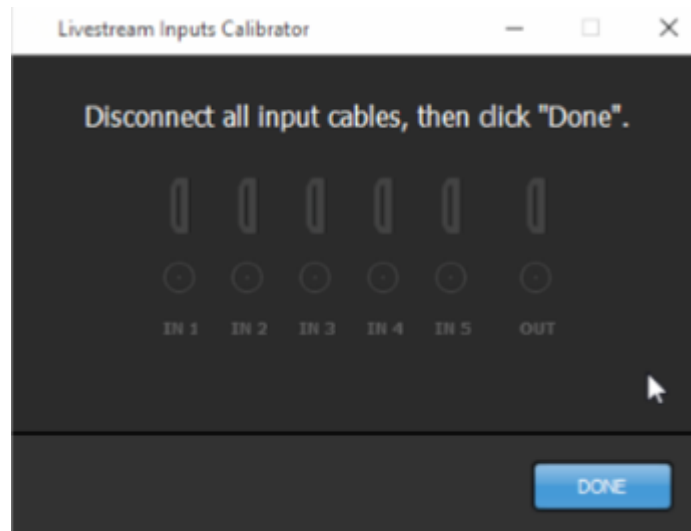 Livestream Inputs Calibrator
Disconnect all input cables, then click "Done".
IN 1 IN 2 IN 3 IN 4 IN 5 OUT
DONE